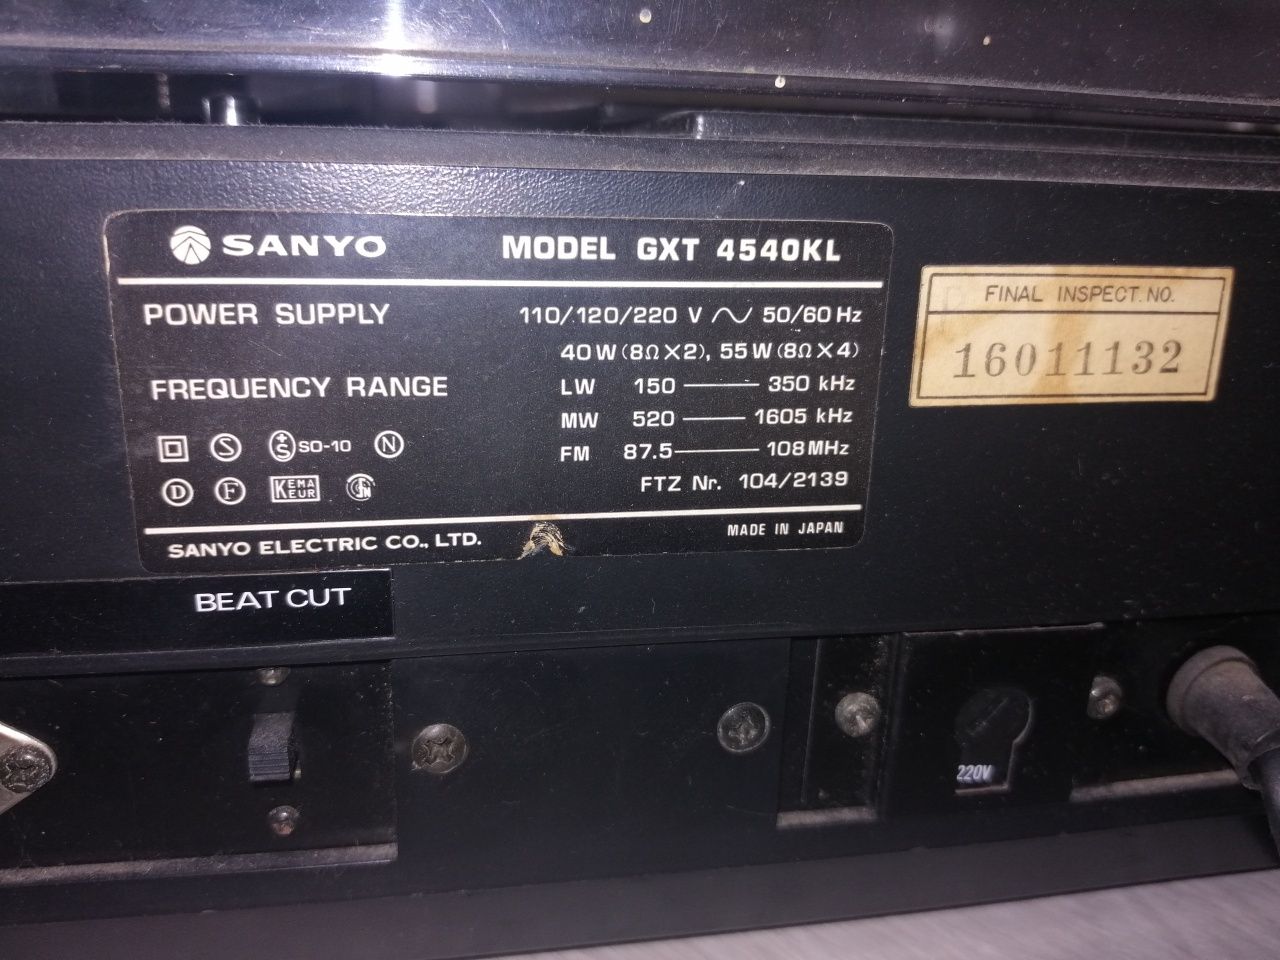 SANYO MODEL GXT 4540KL
POWER SUPPLY 110/120/220 V 50/60 Hz
40W (8Ω X 2), 55W (8Ω X 4)
FREQUENCY RANGE LW 150 — 350 kHz
MW 520 — 1605 kHz
FM 87.5 — 108 MHz
S S SO-10 N
D F KEMA KEUR
FTZ Nr. 104/2139
SANYO ELECTRIC CO., LTD. MADE IN JAPAN
FINAL INSPECT. NO.
16011132
BEAT CUT
220V